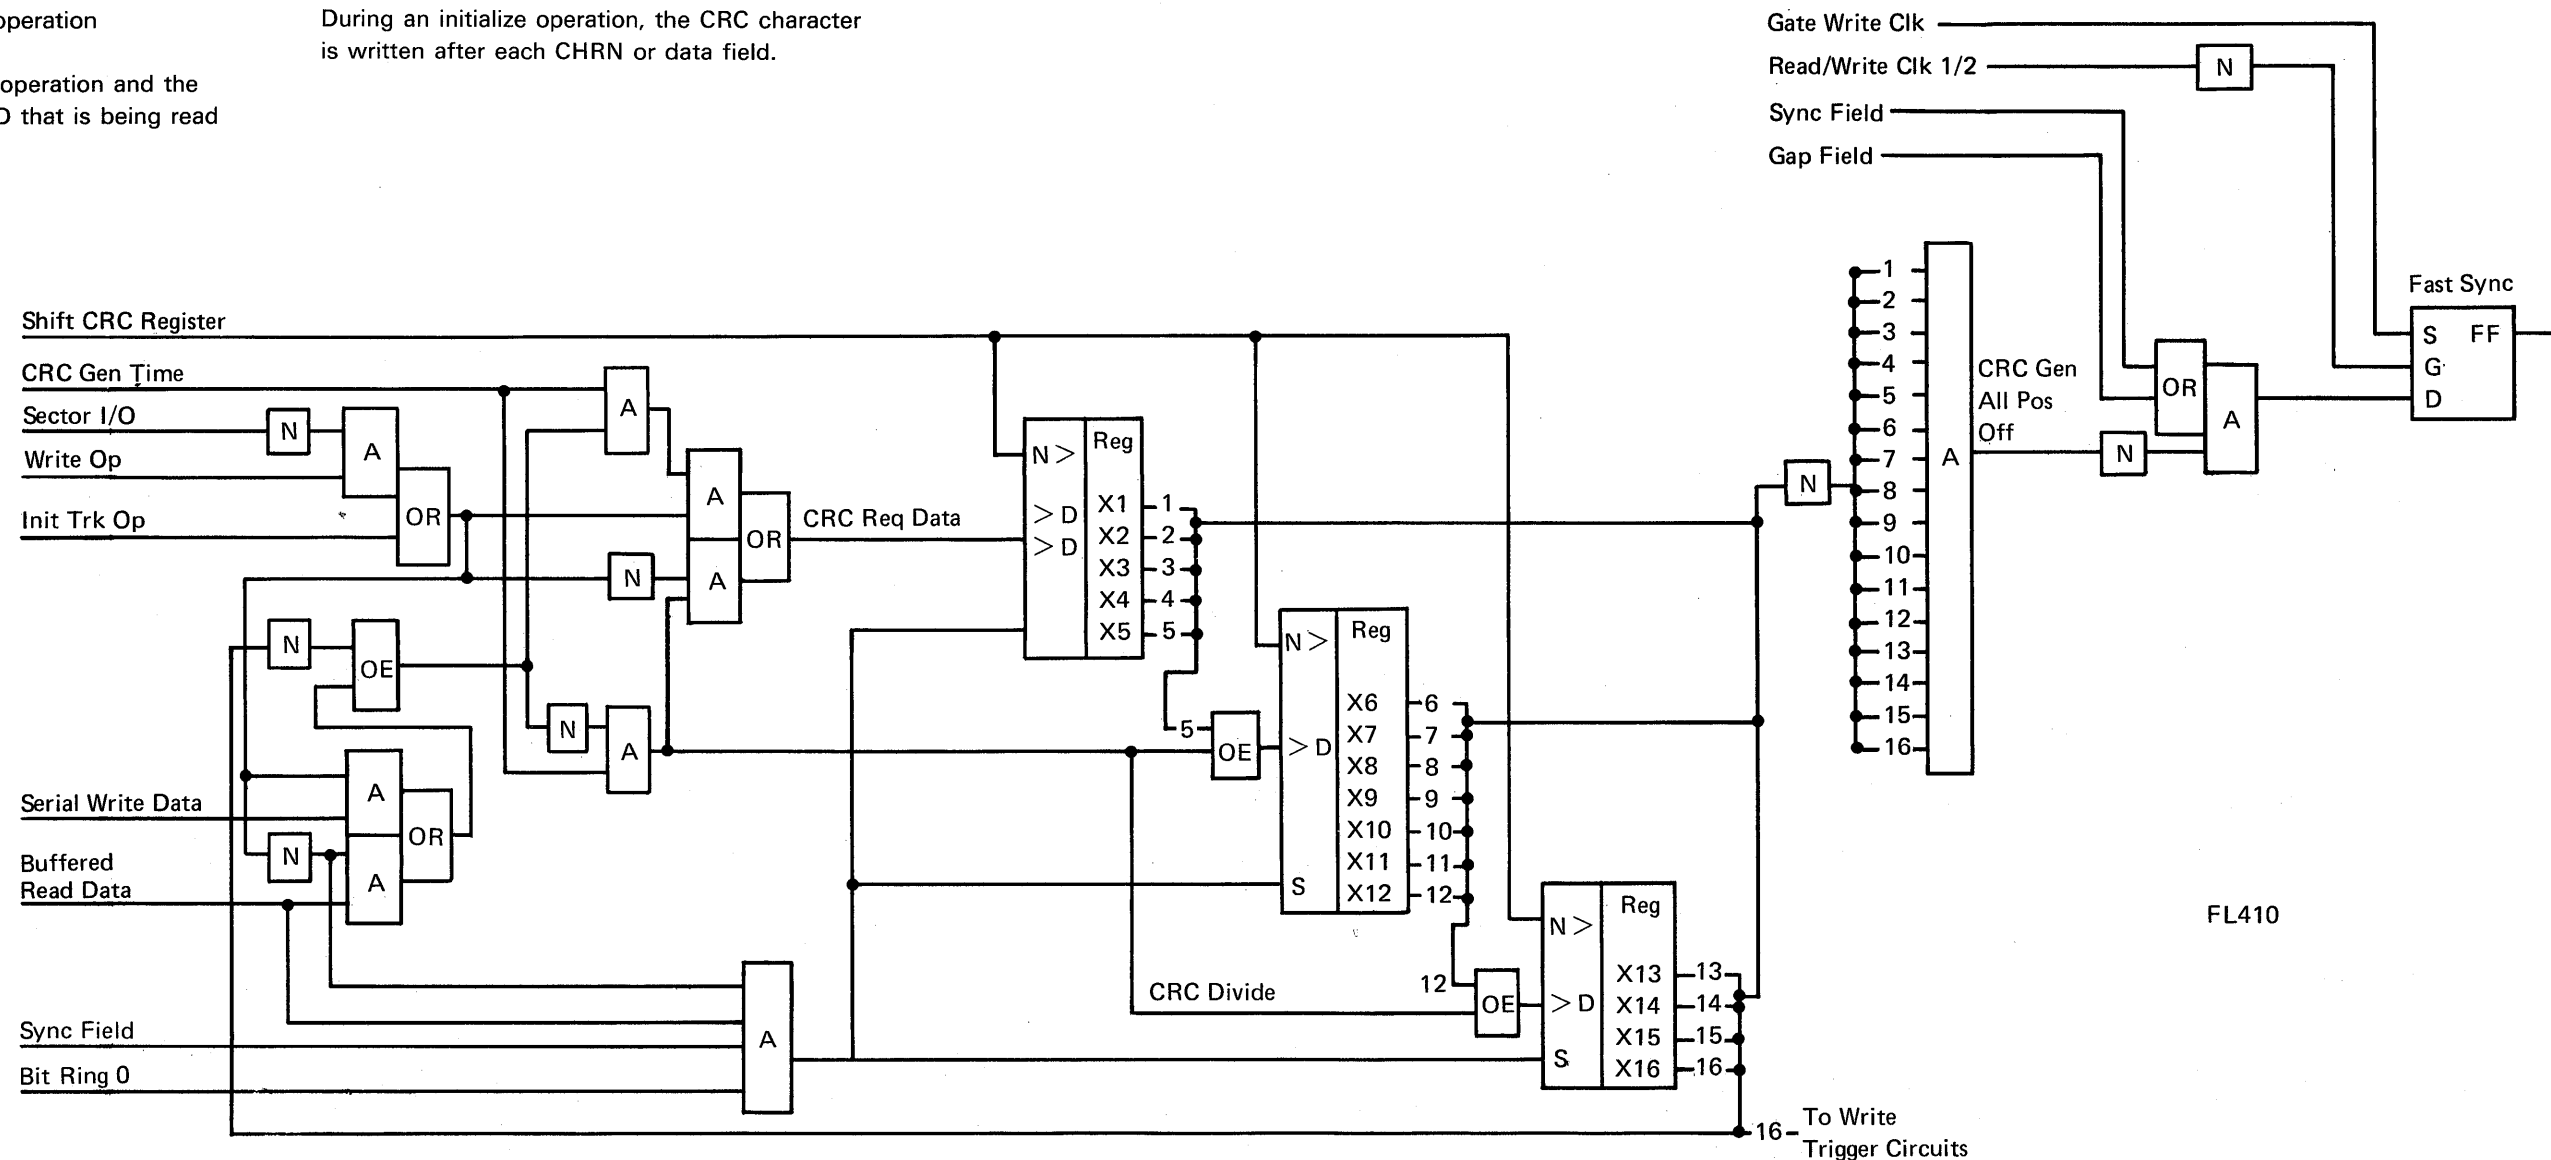 operation
operation and the
D that is being read
During an initialize operation, the CRC character
is written after each CHRN or data field.
Gate Write Clk
Read/Write Clk 1/2
N
Sync Field
Gap Field
Shift CRC Register
CRC Gen Time
Sector I/O
N
A
Write Op
OR
Init Trk Op
A
A
OR
N
A
CRC Req Data
N
OE
N
A
Serial Write Data
A
OR
Buffered
Read Data
N
A
Sync Field
Bit Ring 0
A
N >
Reg
> D
> D
X1 1
X2 2
X3 3
X4 4
X5 5
5
OE
N >
Reg
> D
S
X6 6
X7 7
X8 8
X9 9
X10 10
X11 11
X12 12
CRC Divide
12
OE
N >
Reg
> D
S
X13 13
X14 14
X15 15
X16 16
16
To Write
Trigger Circuits
N
1
2
3
4
5
6
7
8
9
10
11
12
13
14
15
16
A
CRC Gen
All Pos
Off
N
OR
A
Fast Sync
S FF
G
D
FL410